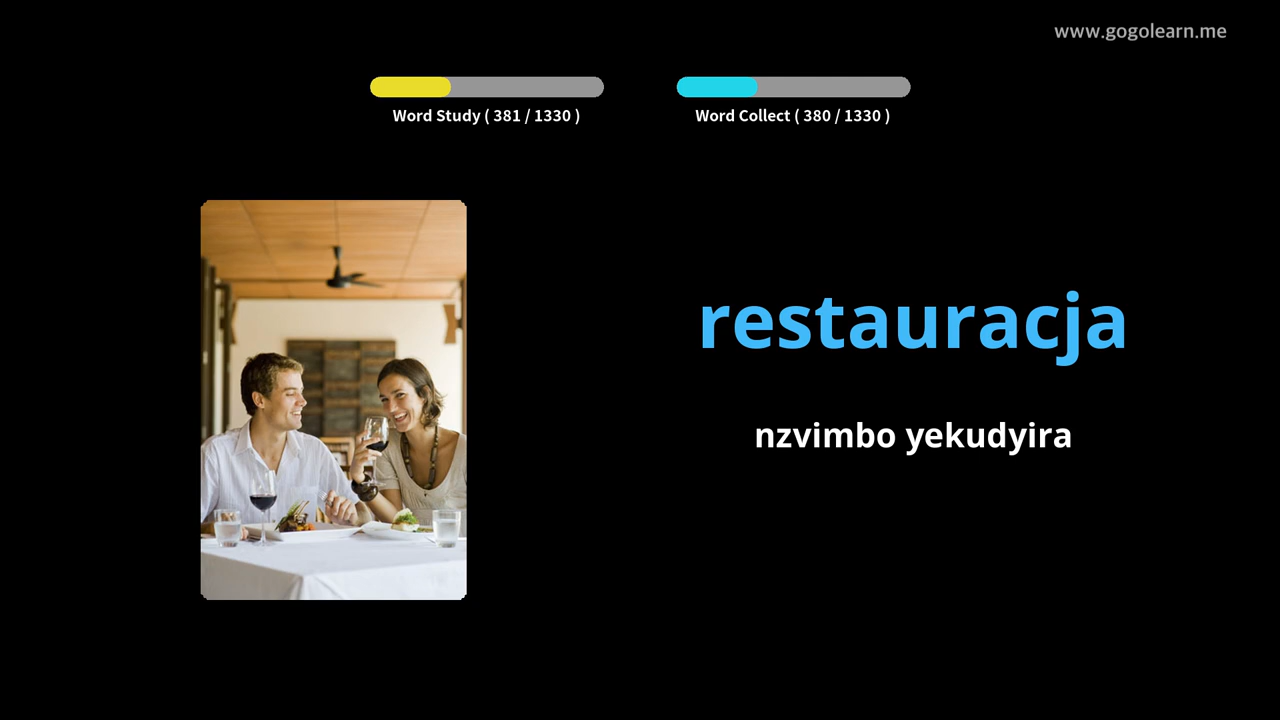 www.gogolearn.me
Word Study ( 381 / 1330 )
Word Collect ( 380 / 1330 )
restauracja
nzvimbo yekudyira